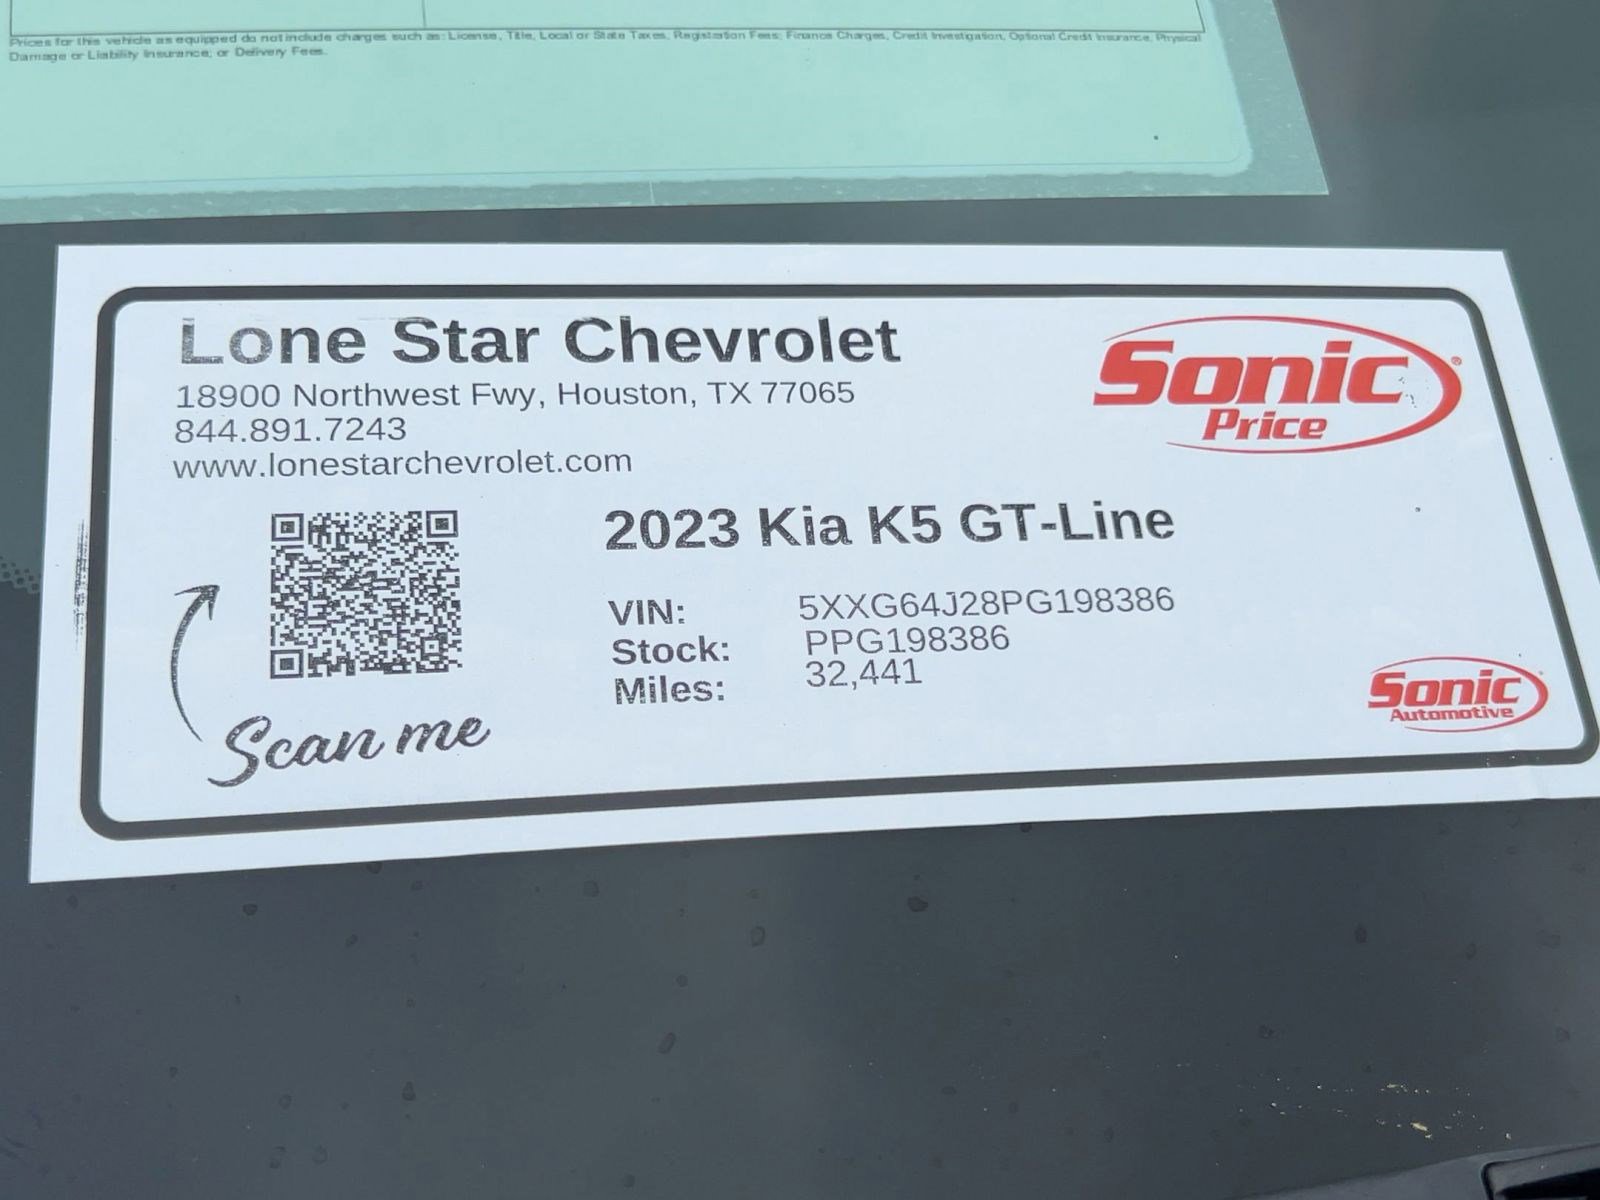 Prices for this vehicle as equipped do not include charges such as: License, Title, Local or State Taxes, Registration Fees; Finance Charges, Credit Investigation, Optional Credit Insurance, Physical
Damage or Liability Insurance; or Delivery Fees.
Lone Star Chevrolet
18900 Northwest Fwy, Houston, TX 77065
844.891.7243
www.lonestarchevrolet.com
Sonic®
Price
2023 Kia K5 GT-Line
VIN: 5XXG64J28PG198386
Stock: PPG198386
Miles: 32,441
Scan me
Sonic
Automotive